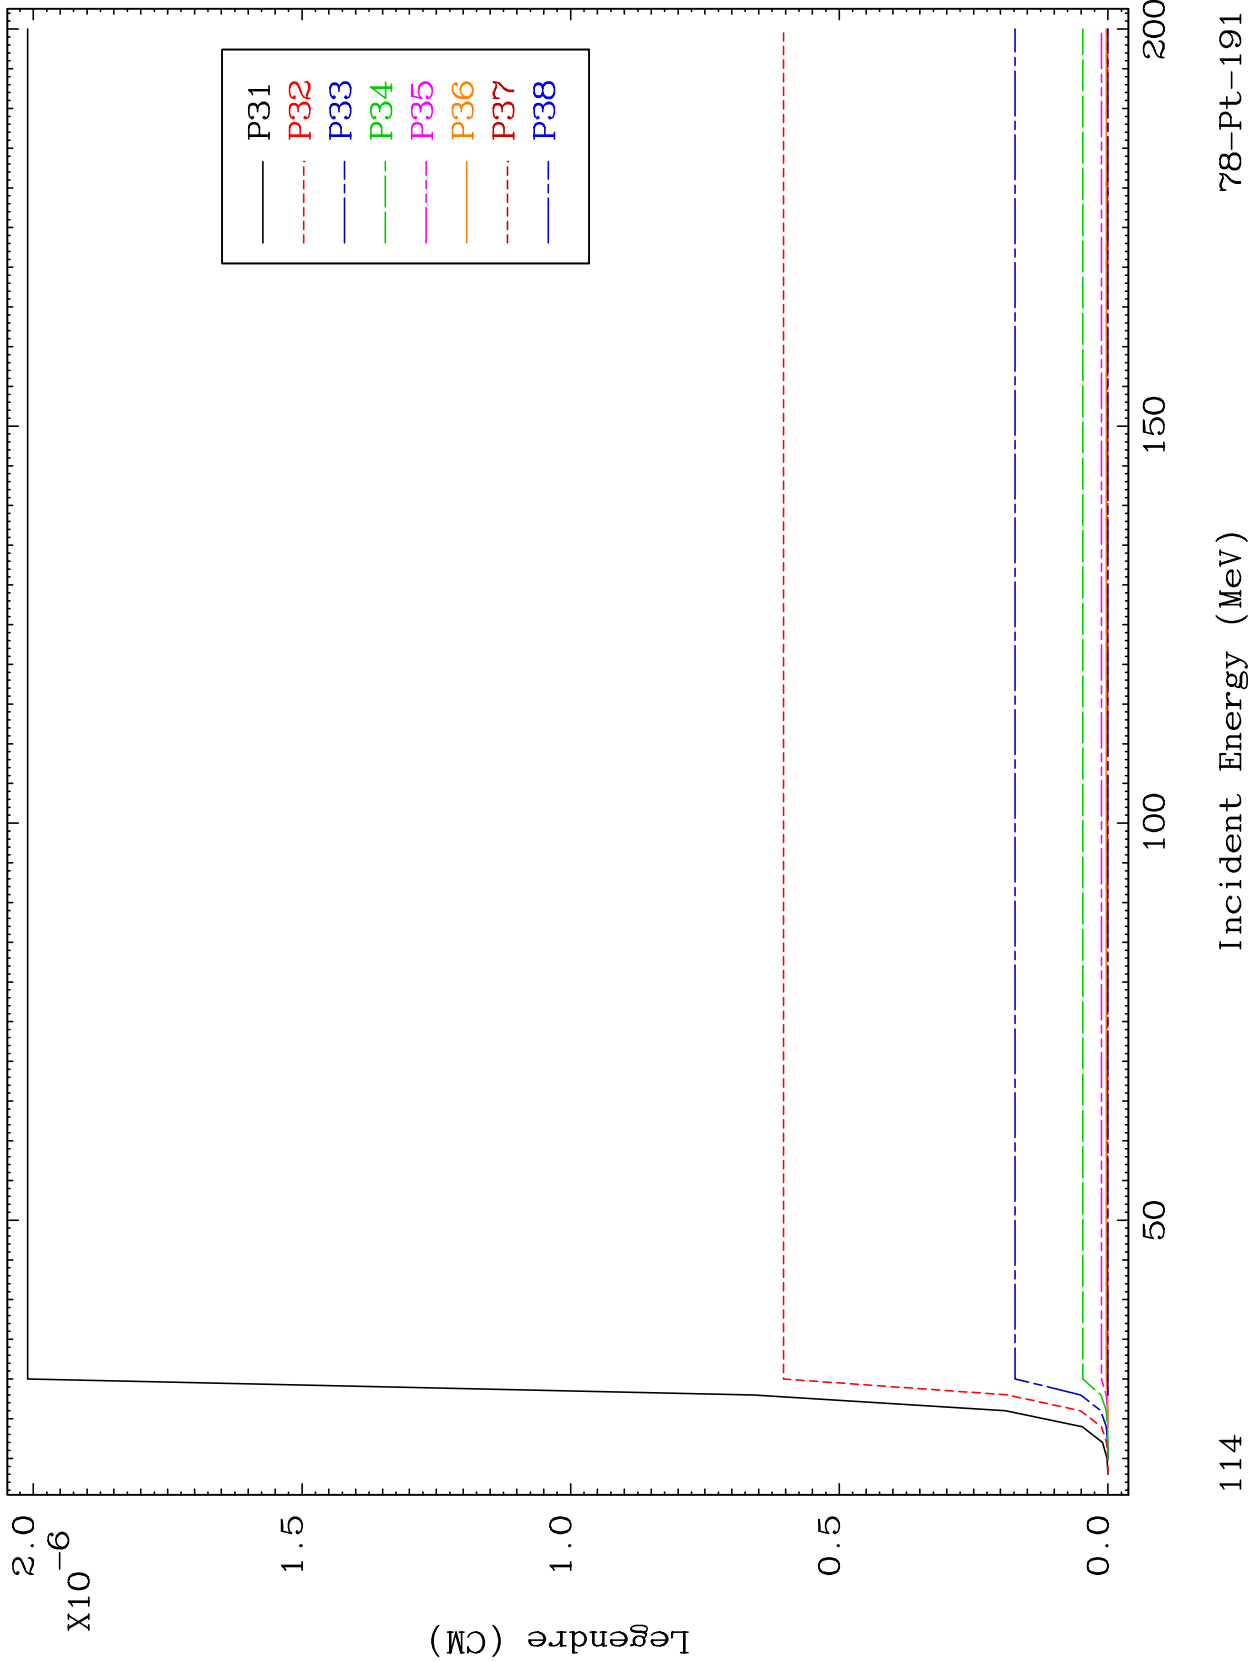 Legendre (CM)
X10-6
2.0
1.5
1.0
0.5
0.0
P31
P32
P33
P34
P35
P36
P37
P38
50
100
150
200
Incident Energy (MeV)
114
78-Pt-191